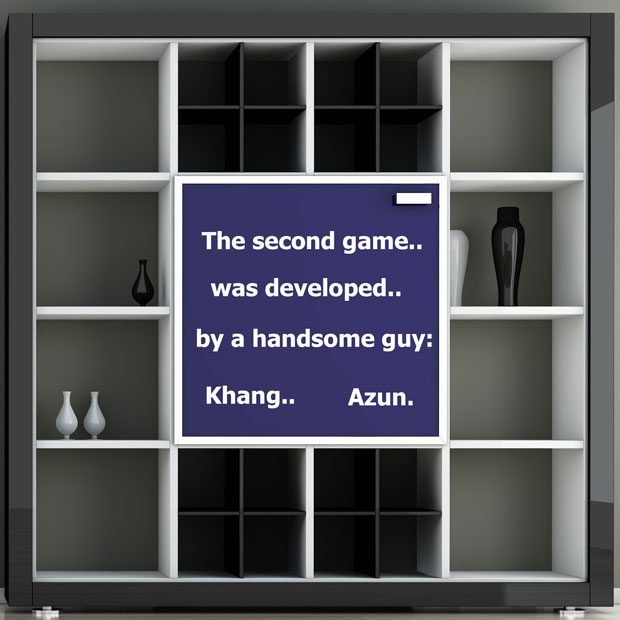 The second game..
was developed..
by a handsome guy:
Khang.. Azun.